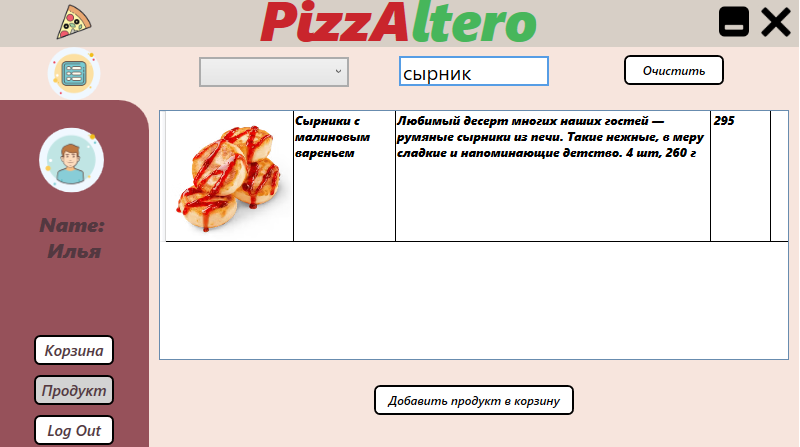 PizzAltero
сырник
Очистить
Сырники с
малиновым
вареньем
Любимый десерт многих наших гостей —
румяные сырники из печи. Такие нежные, в меру
сладкие и напоминающие детство. 4 шт, 260 г
295
Name:
Илья
Корзина
Продукт
Log Out
Добавить продукт в корзину